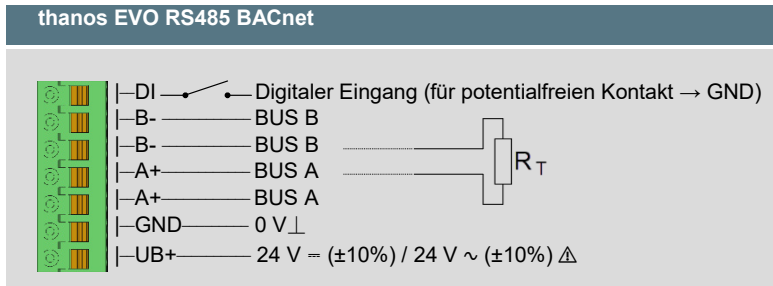 thanos EVO RS485 BACnet
DI Digitaler Eingang (für potentialfreien Kontakt → GND)
B- BUS B
B- BUS B
A+ BUS A
A+ BUS A
RT
GND 0 V⊥
UB+ 24 V ⎓ (±10%) / 24 V ~ (±10%) ⚠